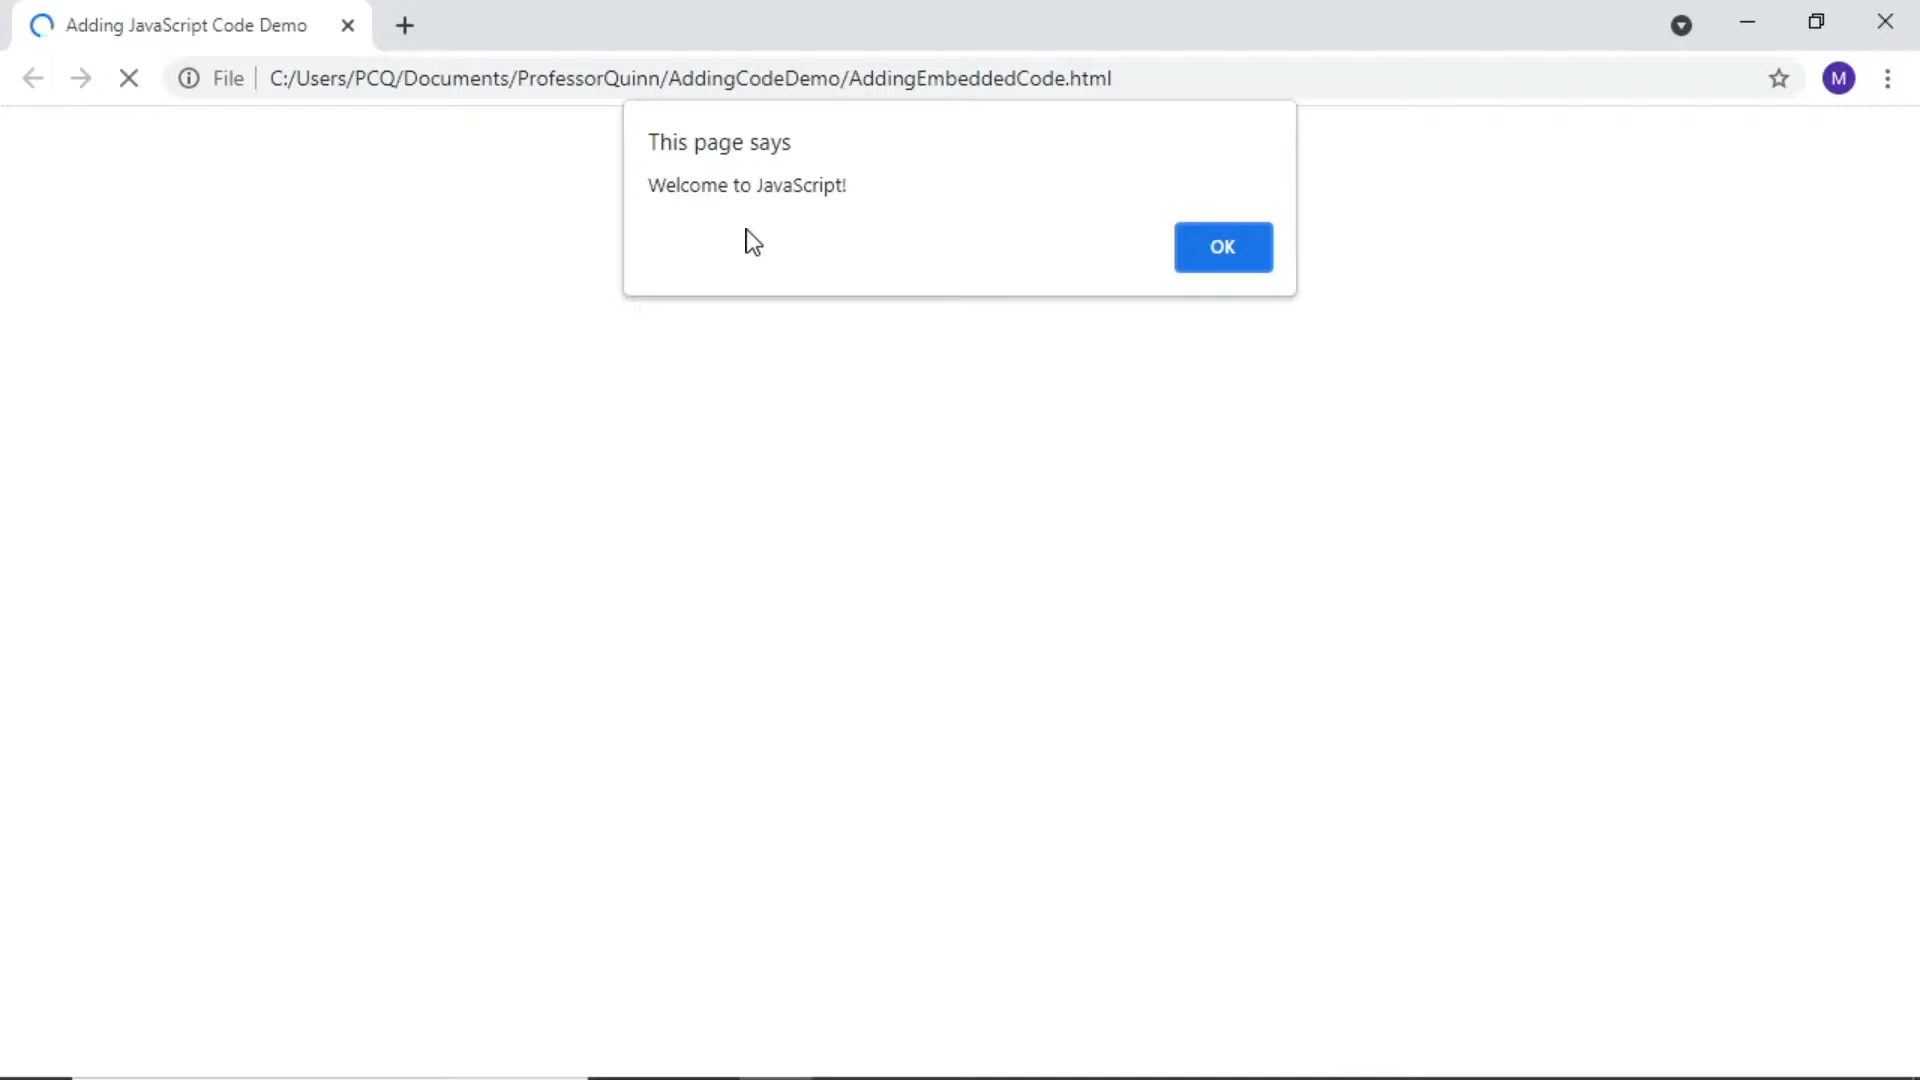 Adding JavaScript Code Demo
File C:/Users/PCQ/Documents/ProfessorQuinn/AddingCodeDemo/AddingEmbeddedCode.html
M
This page says
Welcome to JavaScript!
OK